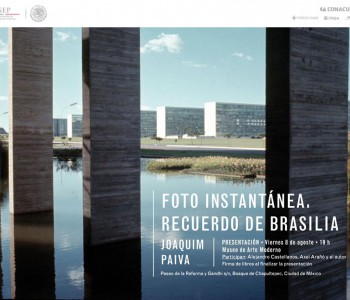 SEP
CONACULTA
FOTO INSTANTÁNEA.
RECUERDO DE BRASILIA
JOAQUIM
PAIVA
PRESENTACIÓN • Viernes 8 de agosto • 19 h
Museo de Arte Moderno
Participan: Alejandro Castellanos, Axel Araño y el autor
Firma de libros al finalizar la presentación
Paseo de la Reforma y Gandhi s/n, Bosque de Chapultepec, Ciudad de México